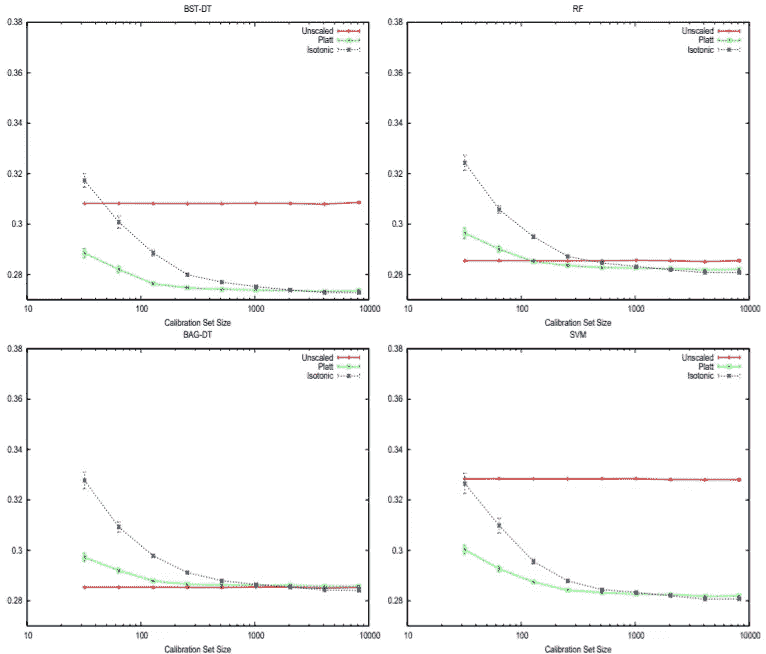 BST-DT
0.38
0.36
0.34
0.32
0.3
0.28
10
100
1000
10000
Calibration Set Size
Unscaled
Platt
Isotonic
RF
0.38
0.36
0.34
0.32
0.3
0.28
10
100
1000
10000
Calibration Set Size
Unscaled
Platt
Isotonic
BAG-DT
0.38
0.36
0.34
0.32
0.3
0.28
10
100
1000
10000
Calibration Set Size
Unscaled
Platt
Isotonic
SVM
0.38
0.36
0.34
0.32
0.3
0.28
10
100
1000
10000
Calibration Set Size
Unscaled
Platt
Isotonic